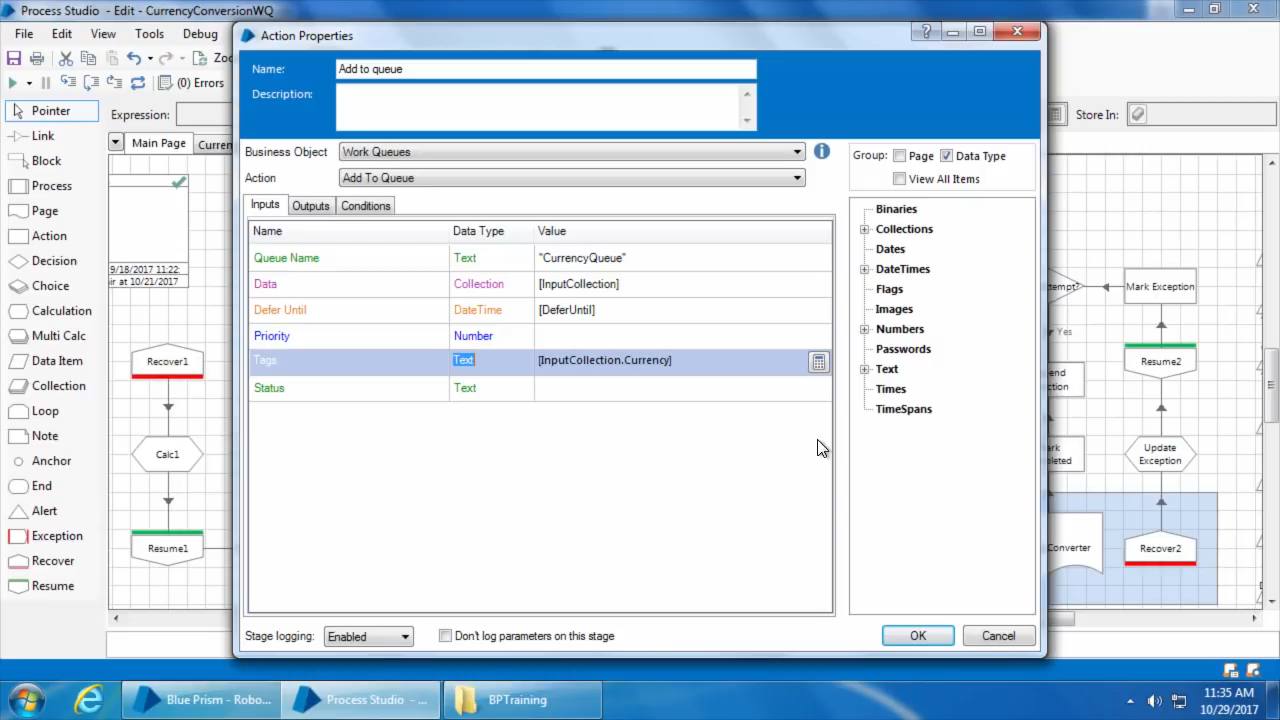 Process Studio - Edit - CurrencyConversionWQ
File Edit View Tools Debug
Action Properties
Name: Add to queue
Description:
(0) Errors
Pointer
Link
Block
Process
Page
Action
Decision
Choice
Calculation
Multi Calc
Data Item
Collection
Loop
Note
Anchor
End
Alert
Exception
Recover
Resume
Expression:
Store In:
Main Page
Business Object Work Queues
Action Add To Queue
Group: Page Data Type
View All Items
Inputs Outputs Conditions
Name Data Type Value
Queue Name Text "CurrencyQueue"
Data Collection [InputCollection]
Defer Until DateTime [DeferUntil]
Priority Number
Tags Text [InputCollection.Currency]
Status Text
Binaries
Collections
Dates
DateTimes
Flags
Images
Numbers
Passwords
Text
Times
TimeSpans
9/18/2017 11:22:
at 10/21/2017
Recover1
Calc1
Resume1
Mark Exception
Yes
Resume2
Update
Exception
Converter
Recover2
Stage logging: Enabled Don't log parameters on this stage
OK Cancel
Blue Prism - Robo...
Process Studio - ...
BPTraining
11:35 AM
10/29/2017